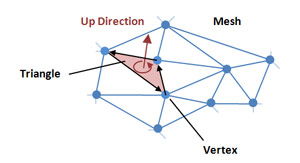 Up Direction
Mesh
Triangle
Vertex